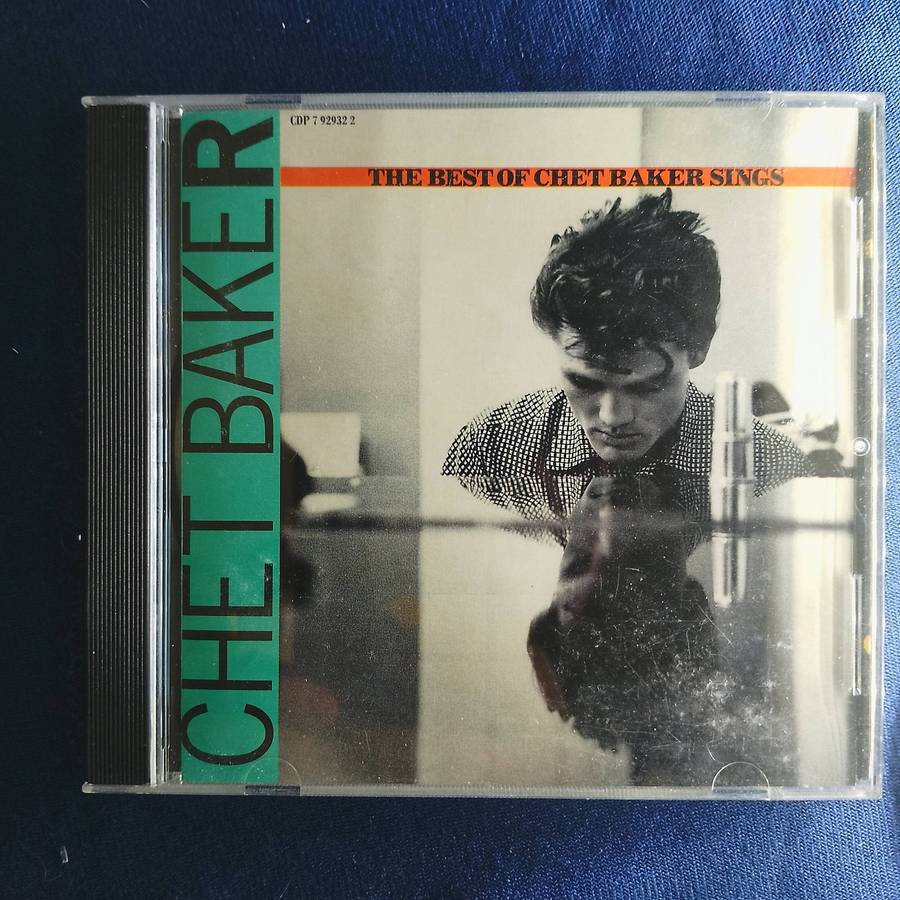 CHET BAKER
CDP 7 92932 2
THE BEST OF CHET BAKER SINGS